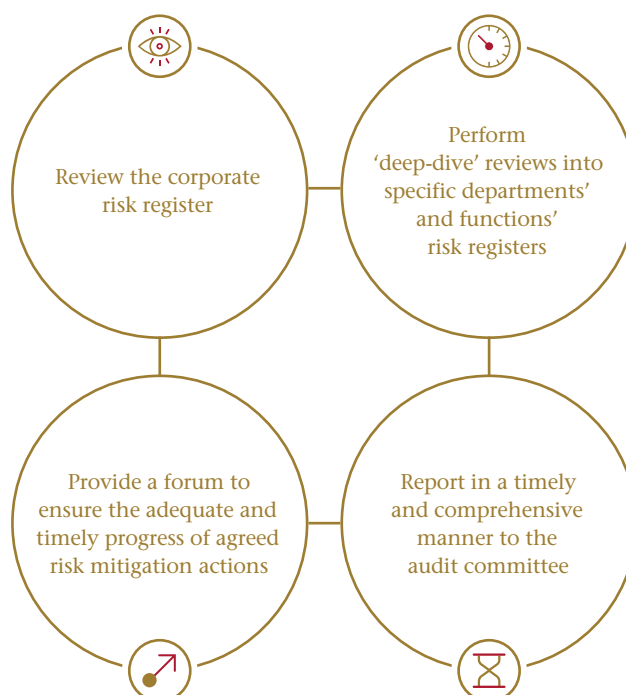 Review the corporate
risk register
Perform
‘deep-dive’ reviews into
specific departments’
and functions’
risk registers
Provide a forum to
ensure the adequate and
timely progress of agreed
risk mitigation actions
Report in a timely
and comprehensive
manner to the
audit committee